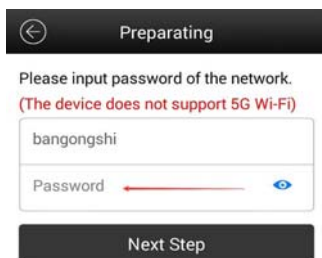 Preparating
Please input password of the network.
(The device does not support 5G Wi-Fi)
bangongshi
Password
Next Step